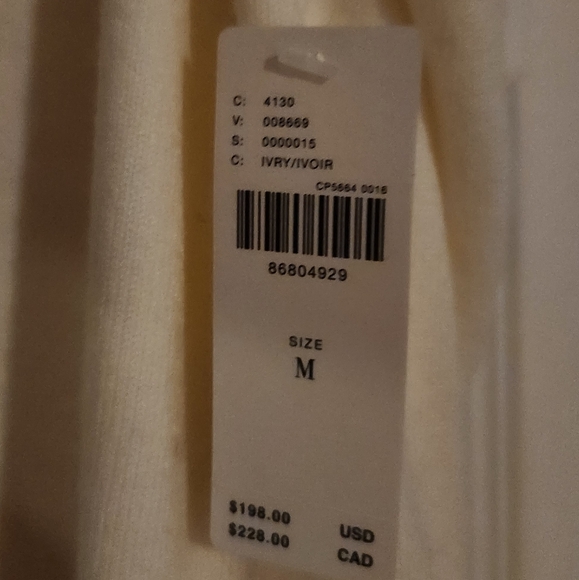 C: 4130
V: 008669
S: 0000015
C: IVRY/IVOIR
CP5664 0016
86804929
SIZE
M
$198.00 USD
$228.00 CAD